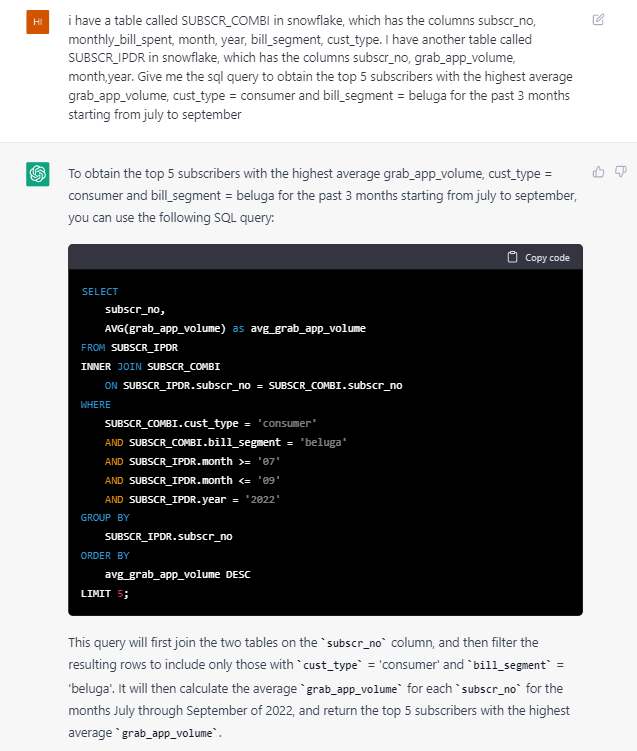 HI
i have a table called SUBSCR_COMBI in snowflake, which has the columns subscr_no,
monthly_bill_spent, month, year, bill_segment, cust_type. I have another table called
SUBSCR_IPDR in snowflake, which has the columns subscr_no, grab_app_volume,
month,year. Give me the sql query to obtain the top 5 subscribers with the highest average
grab_app_volume, cust_type = consumer and bill_segment = beluga for the past 3 months
starting from july to september
To obtain the top 5 subscribers with the highest average grab_app_volume, cust_type =
consumer and bill_segment = beluga for the past 3 months starting from july to september,
you can use the following SQL query:
Copy code
SELECT
    subscr_no,
    AVG(grab_app_volume) as avg_grab_app_volume
FROM SUBSCR_IPDR
INNER JOIN SUBSCR_COMBI
    ON SUBSCR_IPDR.subscr_no = SUBSCR_COMBI.subscr_no
WHERE
    SUBSCR_COMBI.cust_type = 'consumer'
    AND SUBSCR_COMBI.bill_segment = 'beluga'
    AND SUBSCR_IPDR.month >= '07'
    AND SUBSCR_IPDR.month <= '09'
    AND SUBSCR_IPDR.year = '2022'
GROUP BY
    SUBSCR_IPDR.subscr_no
ORDER BY
    avg_grab_app_volume DESC
LIMIT 5;
This query will first join the two tables on the `subscr_no` column, and then filter the
resulting rows to include only those with `cust_type` = 'consumer' and `bill_segment` =
'beluga'. It will then calculate the average `grab_app_volume` for each `subscr_no` for the
months July through September of 2022, and return the top 5 subscribers with the highest
average `grab_app_volume`.